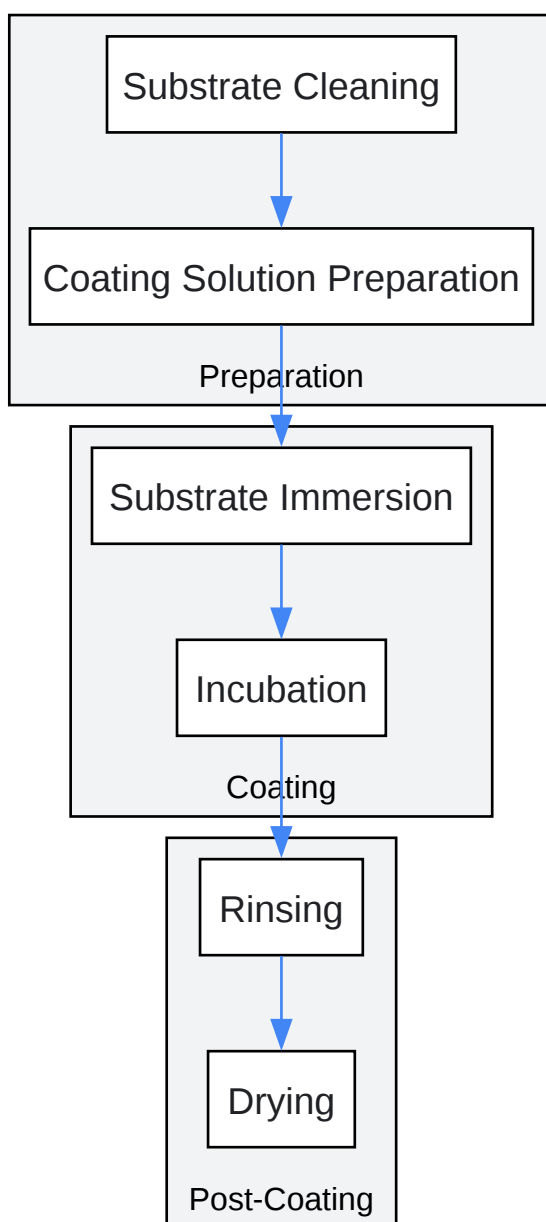 Substrate Cleaning
Coating Solution Preparation
Preparation
Substrate Immersion
Incubation
Coating
Rinsing
Drying
Post-Coating